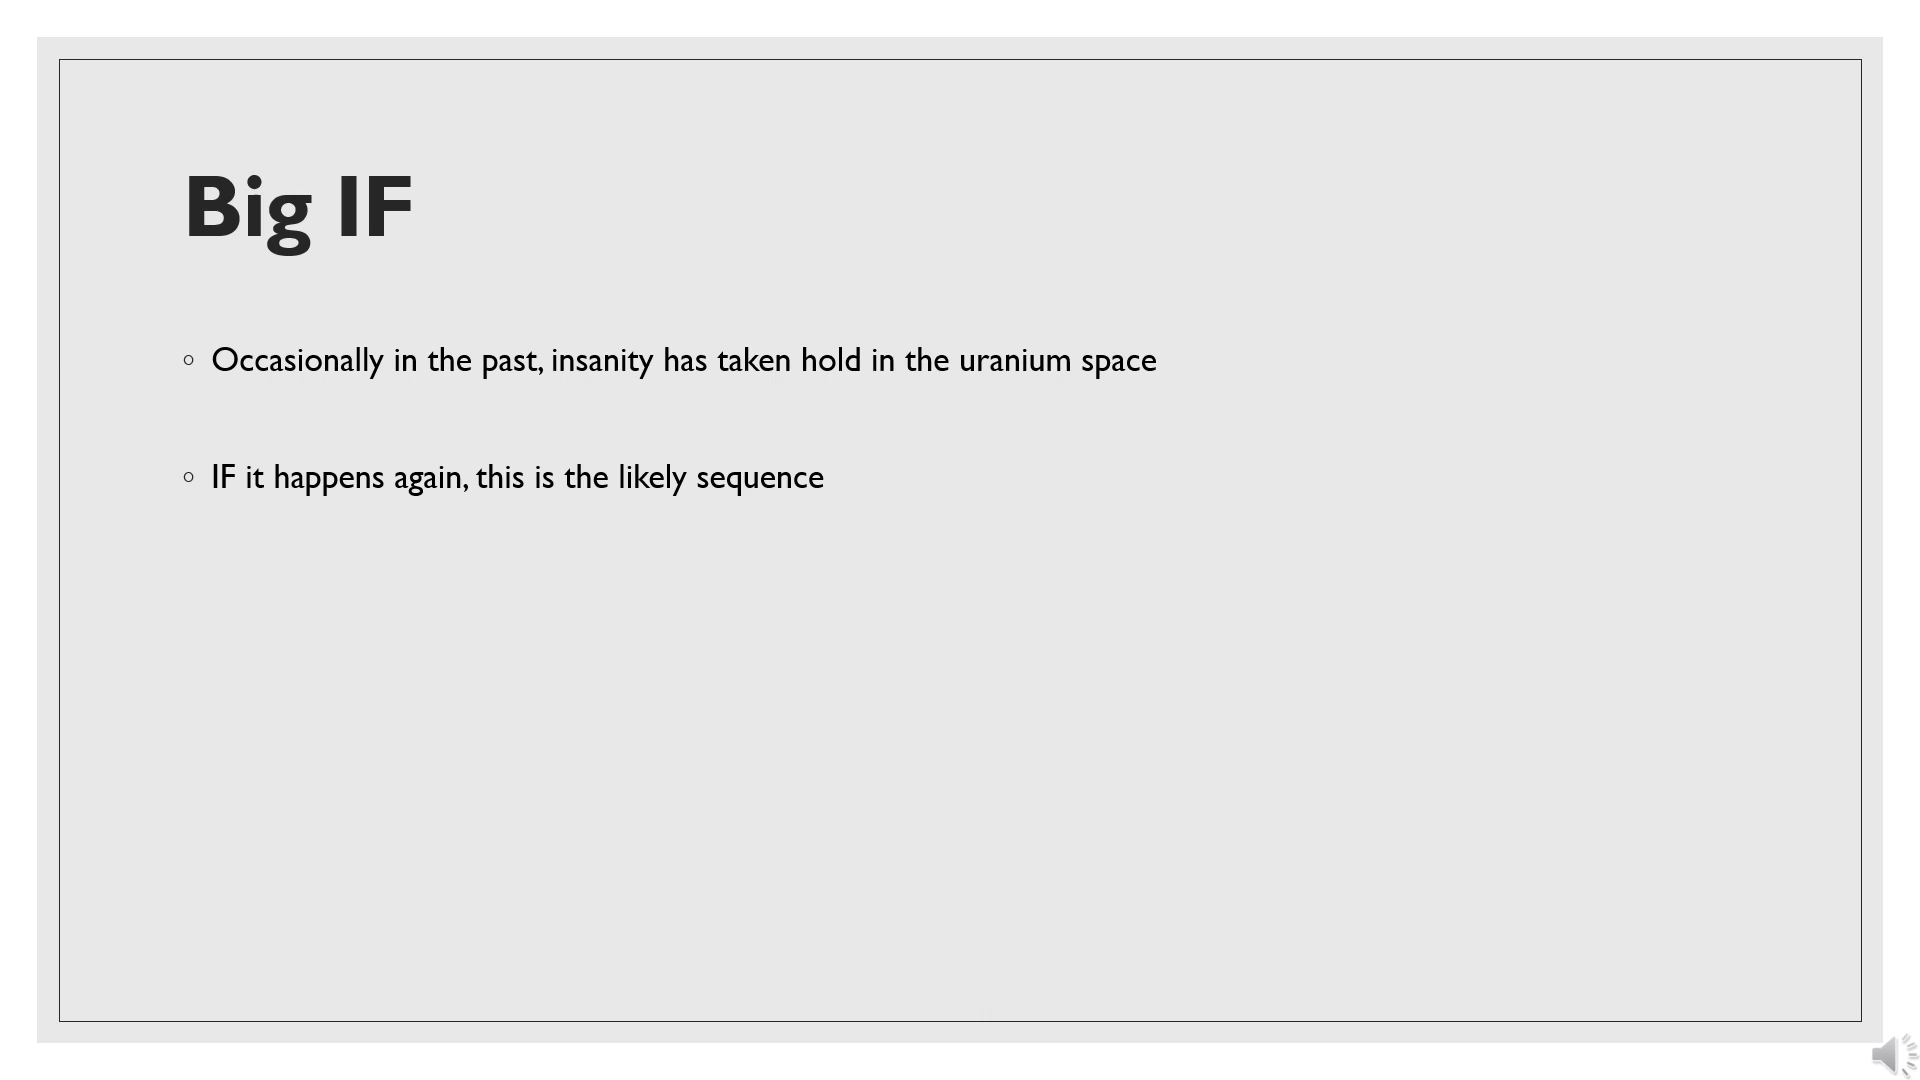 Big IF
◦ Occasionally in the past, insanity has taken hold in the uranium space
◦ IF it happens again, this is the likely sequence